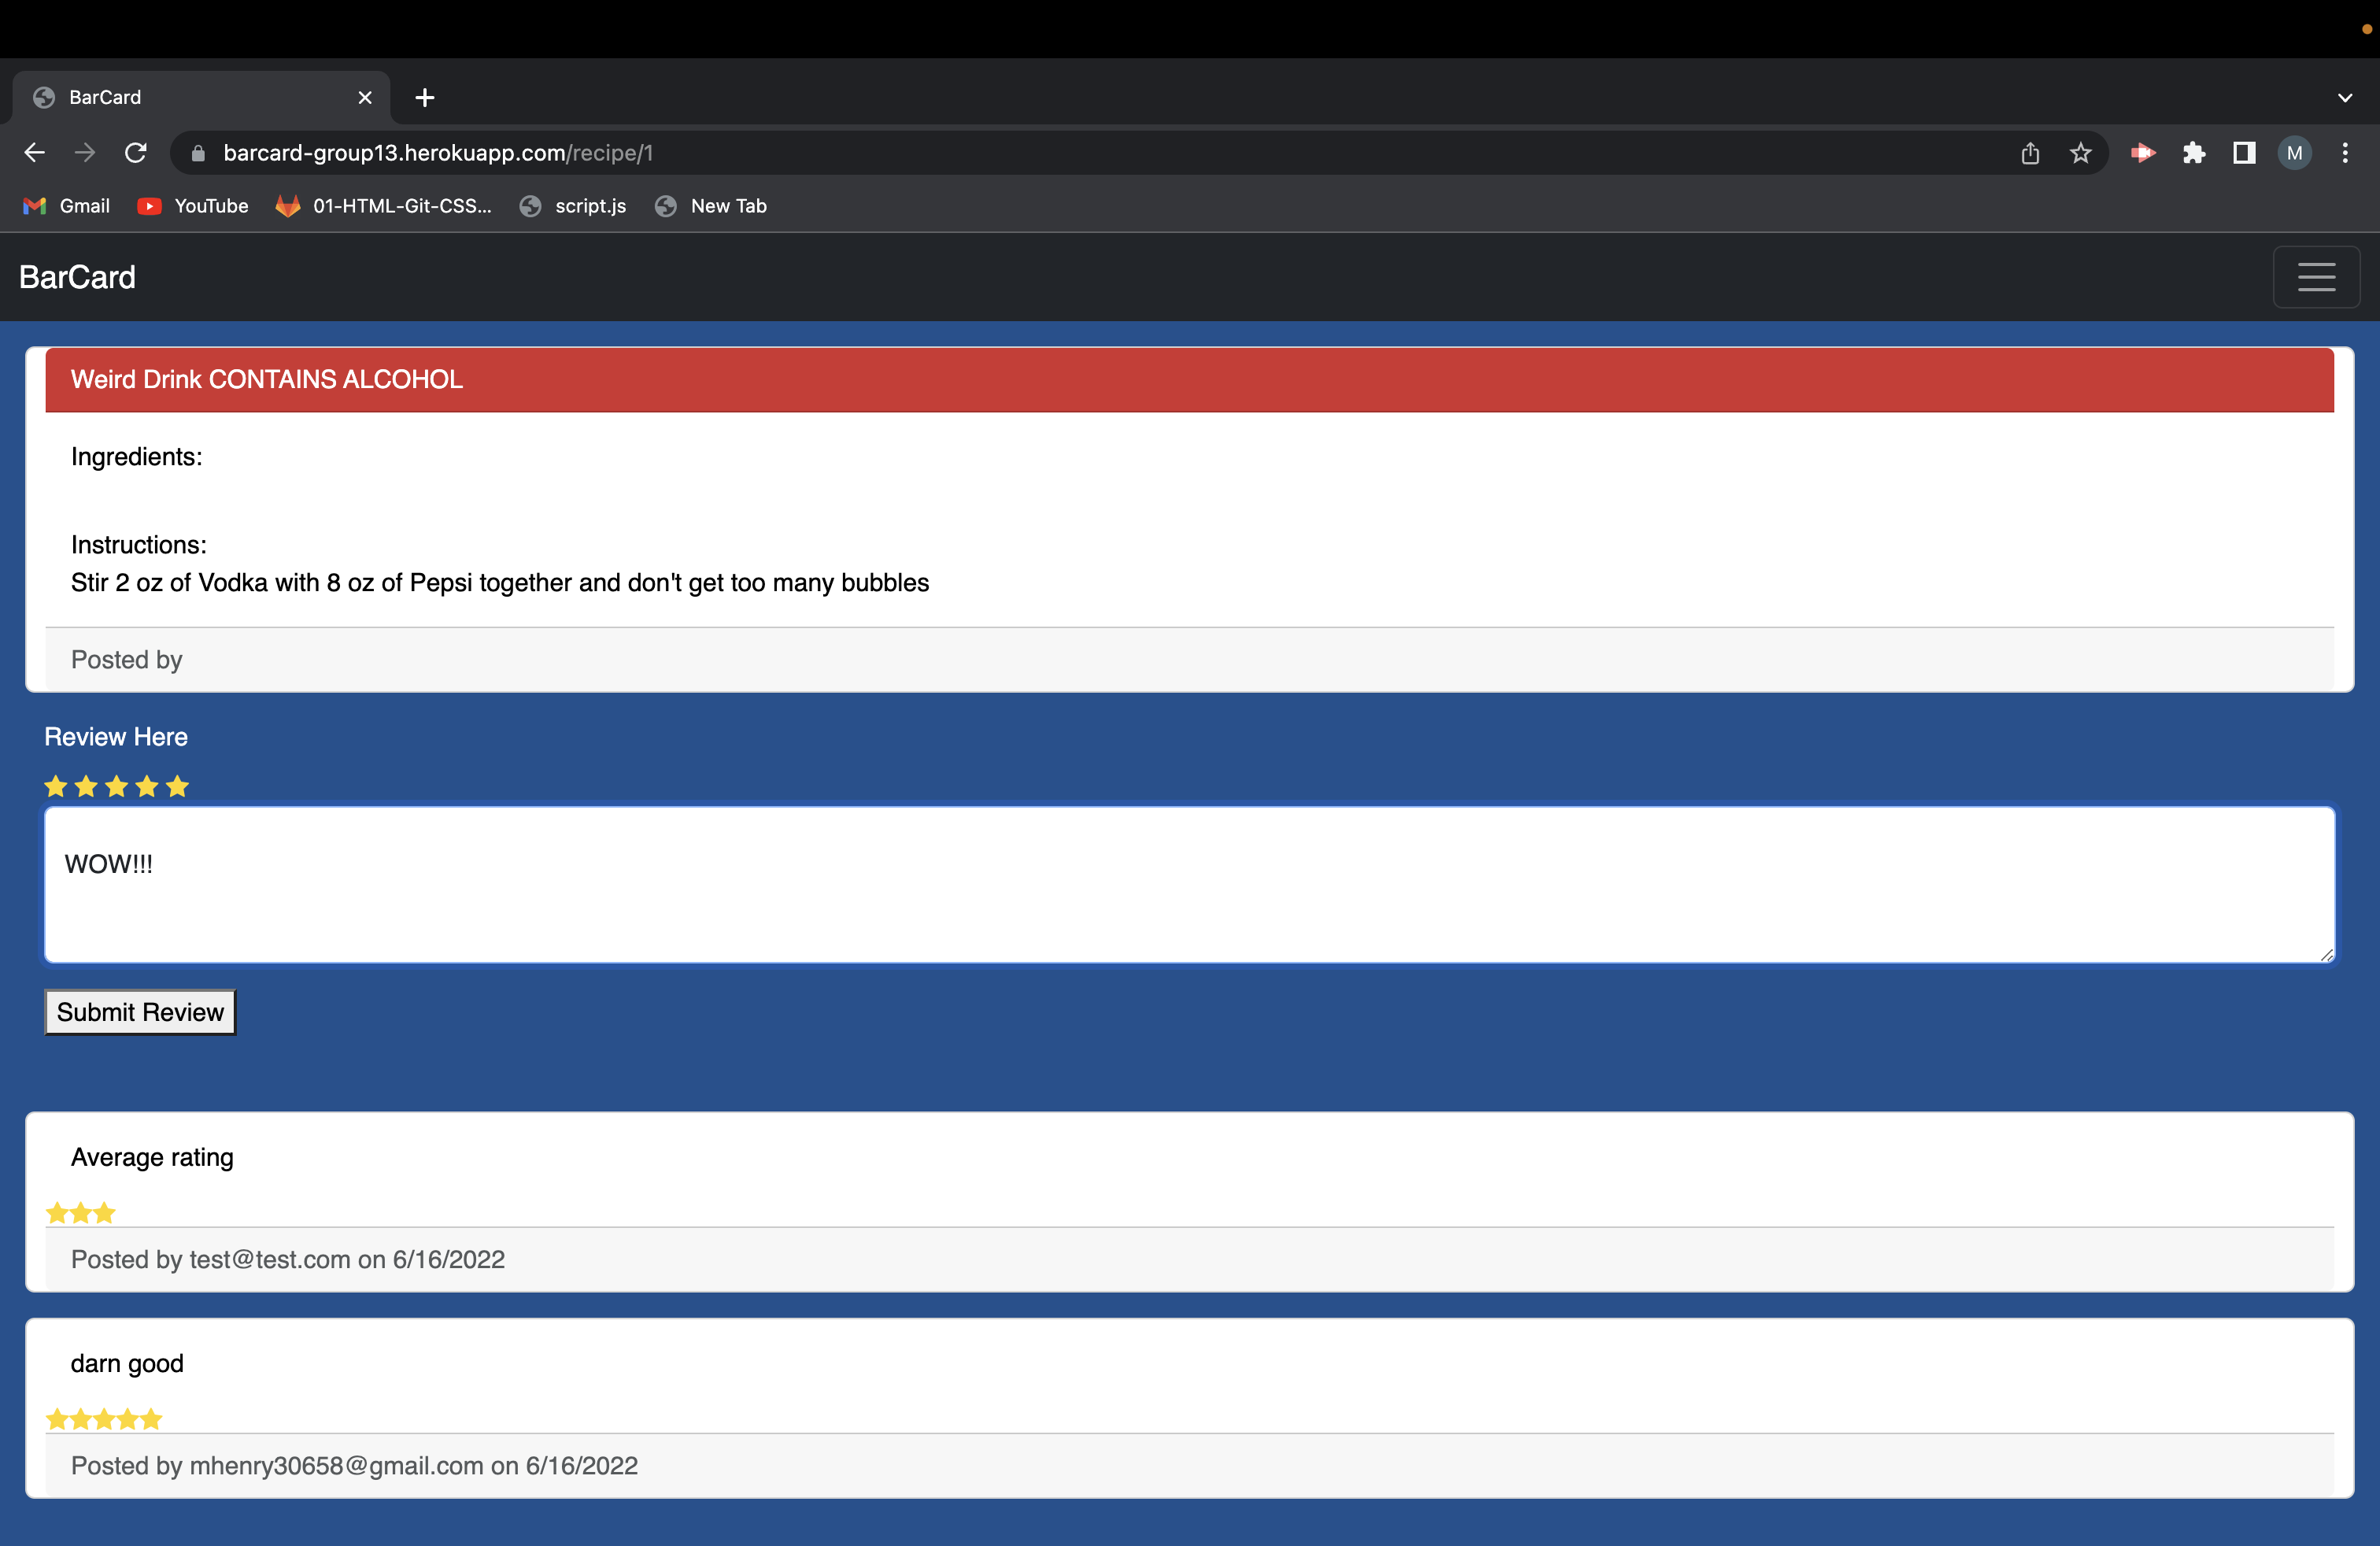 BarCard
barcard-group13.herokuapp.com/recipe/1
M
Gmail YouTube 01-HTML-Git-CSS... script.js New Tab
BarCard
Weird Drink CONTAINS ALCOHOL
Ingredients:
Instructions:
Stir 2 oz of Vodka with 8 oz of Pepsi together and don't get too many bubbles
Posted by
Review Here
WOW!!!
Submit Review
Average rating
Posted by test@test.com on 6/16/2022
darn good
Posted by mhenry30658@gmail.com on 6/16/2022